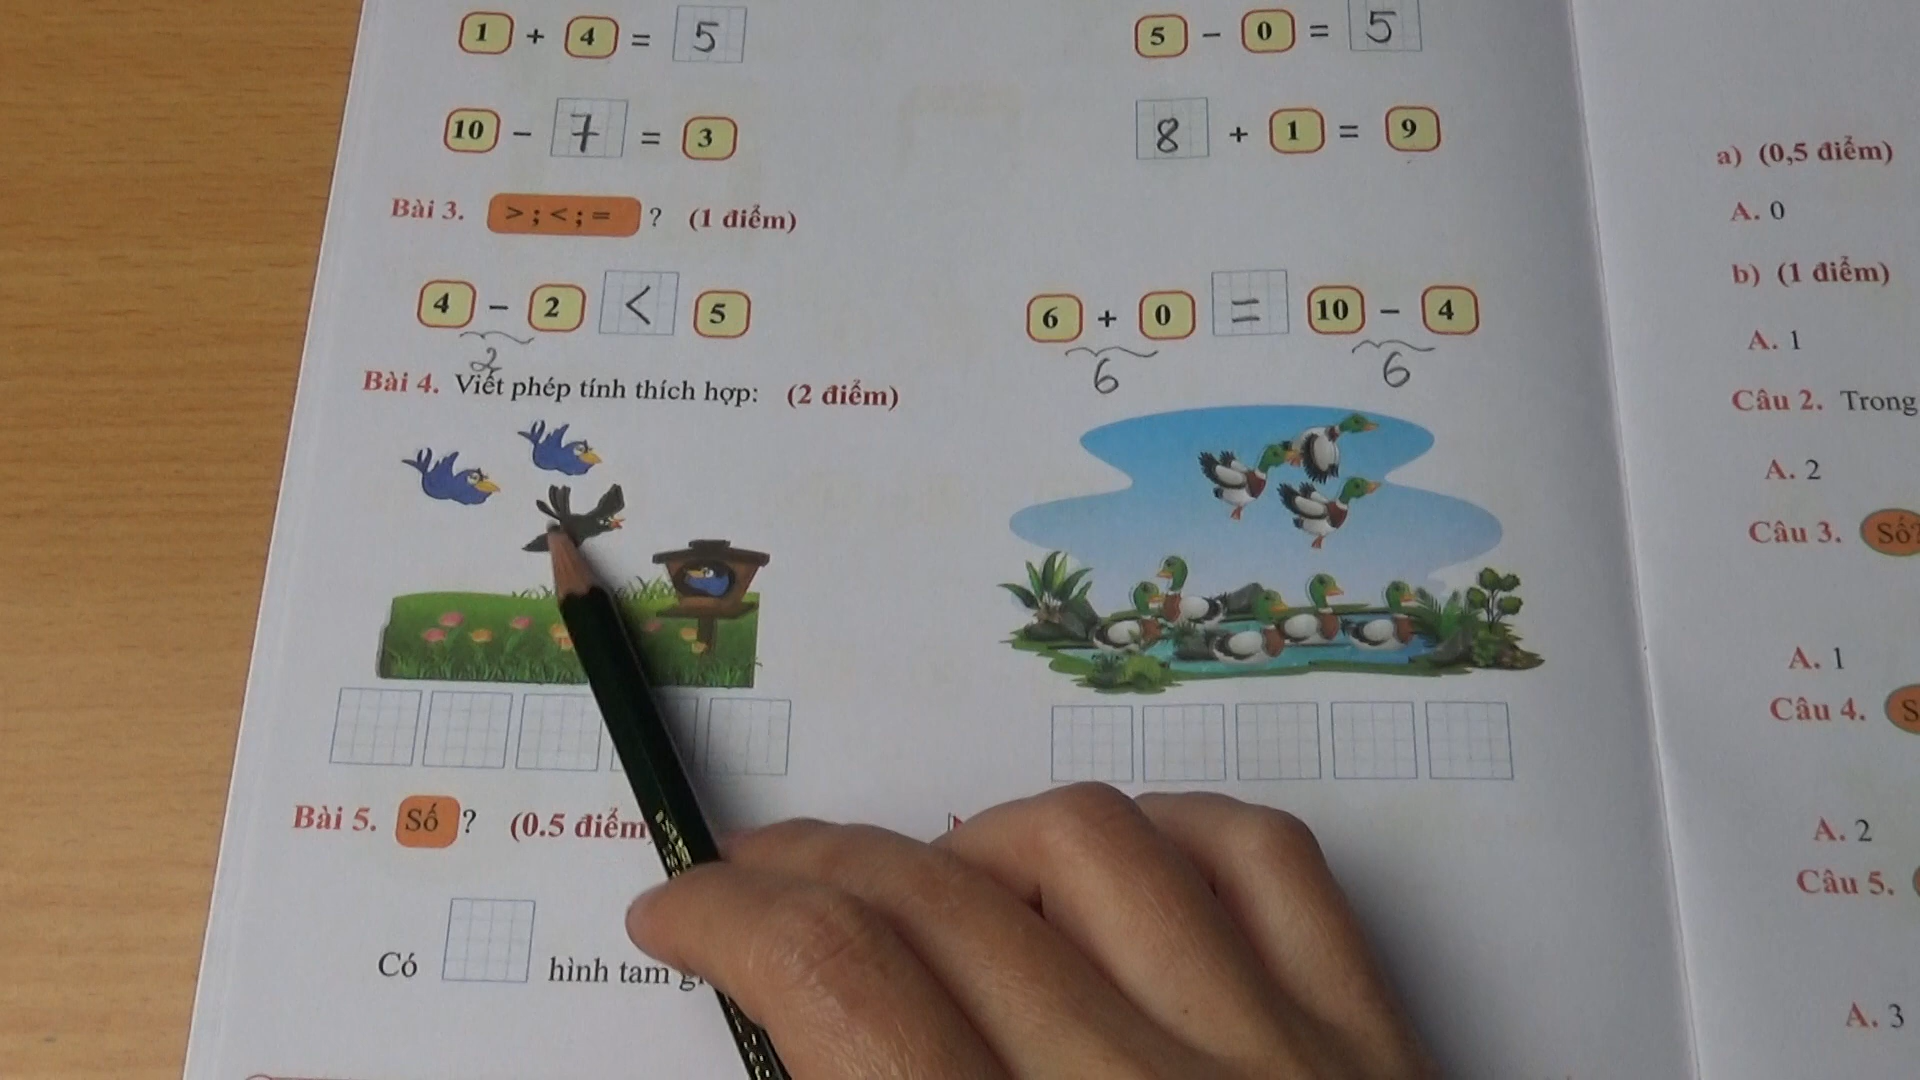 1 + 4 = 5
5 - 0 = 5
10 - 7 = 3
8 + 1 = 9
Bài 3. > ; < ; = ? (1 điểm)
4 - 2 < 5
2
6 + 0 = 10 - 4
6 6
Bài 4. Viết phép tính thích hợp: (2 điểm)
Bài 5. Số ? (0.5 điểm
Có hình tam
a) (0,5 điểm)
A. 0
b) (1 điểm)
A. 1
Câu 2. Trong
A. 2
Câu 3. Số?
A. 1
Câu 4. S
A. 2
Câu 5.
A. 3